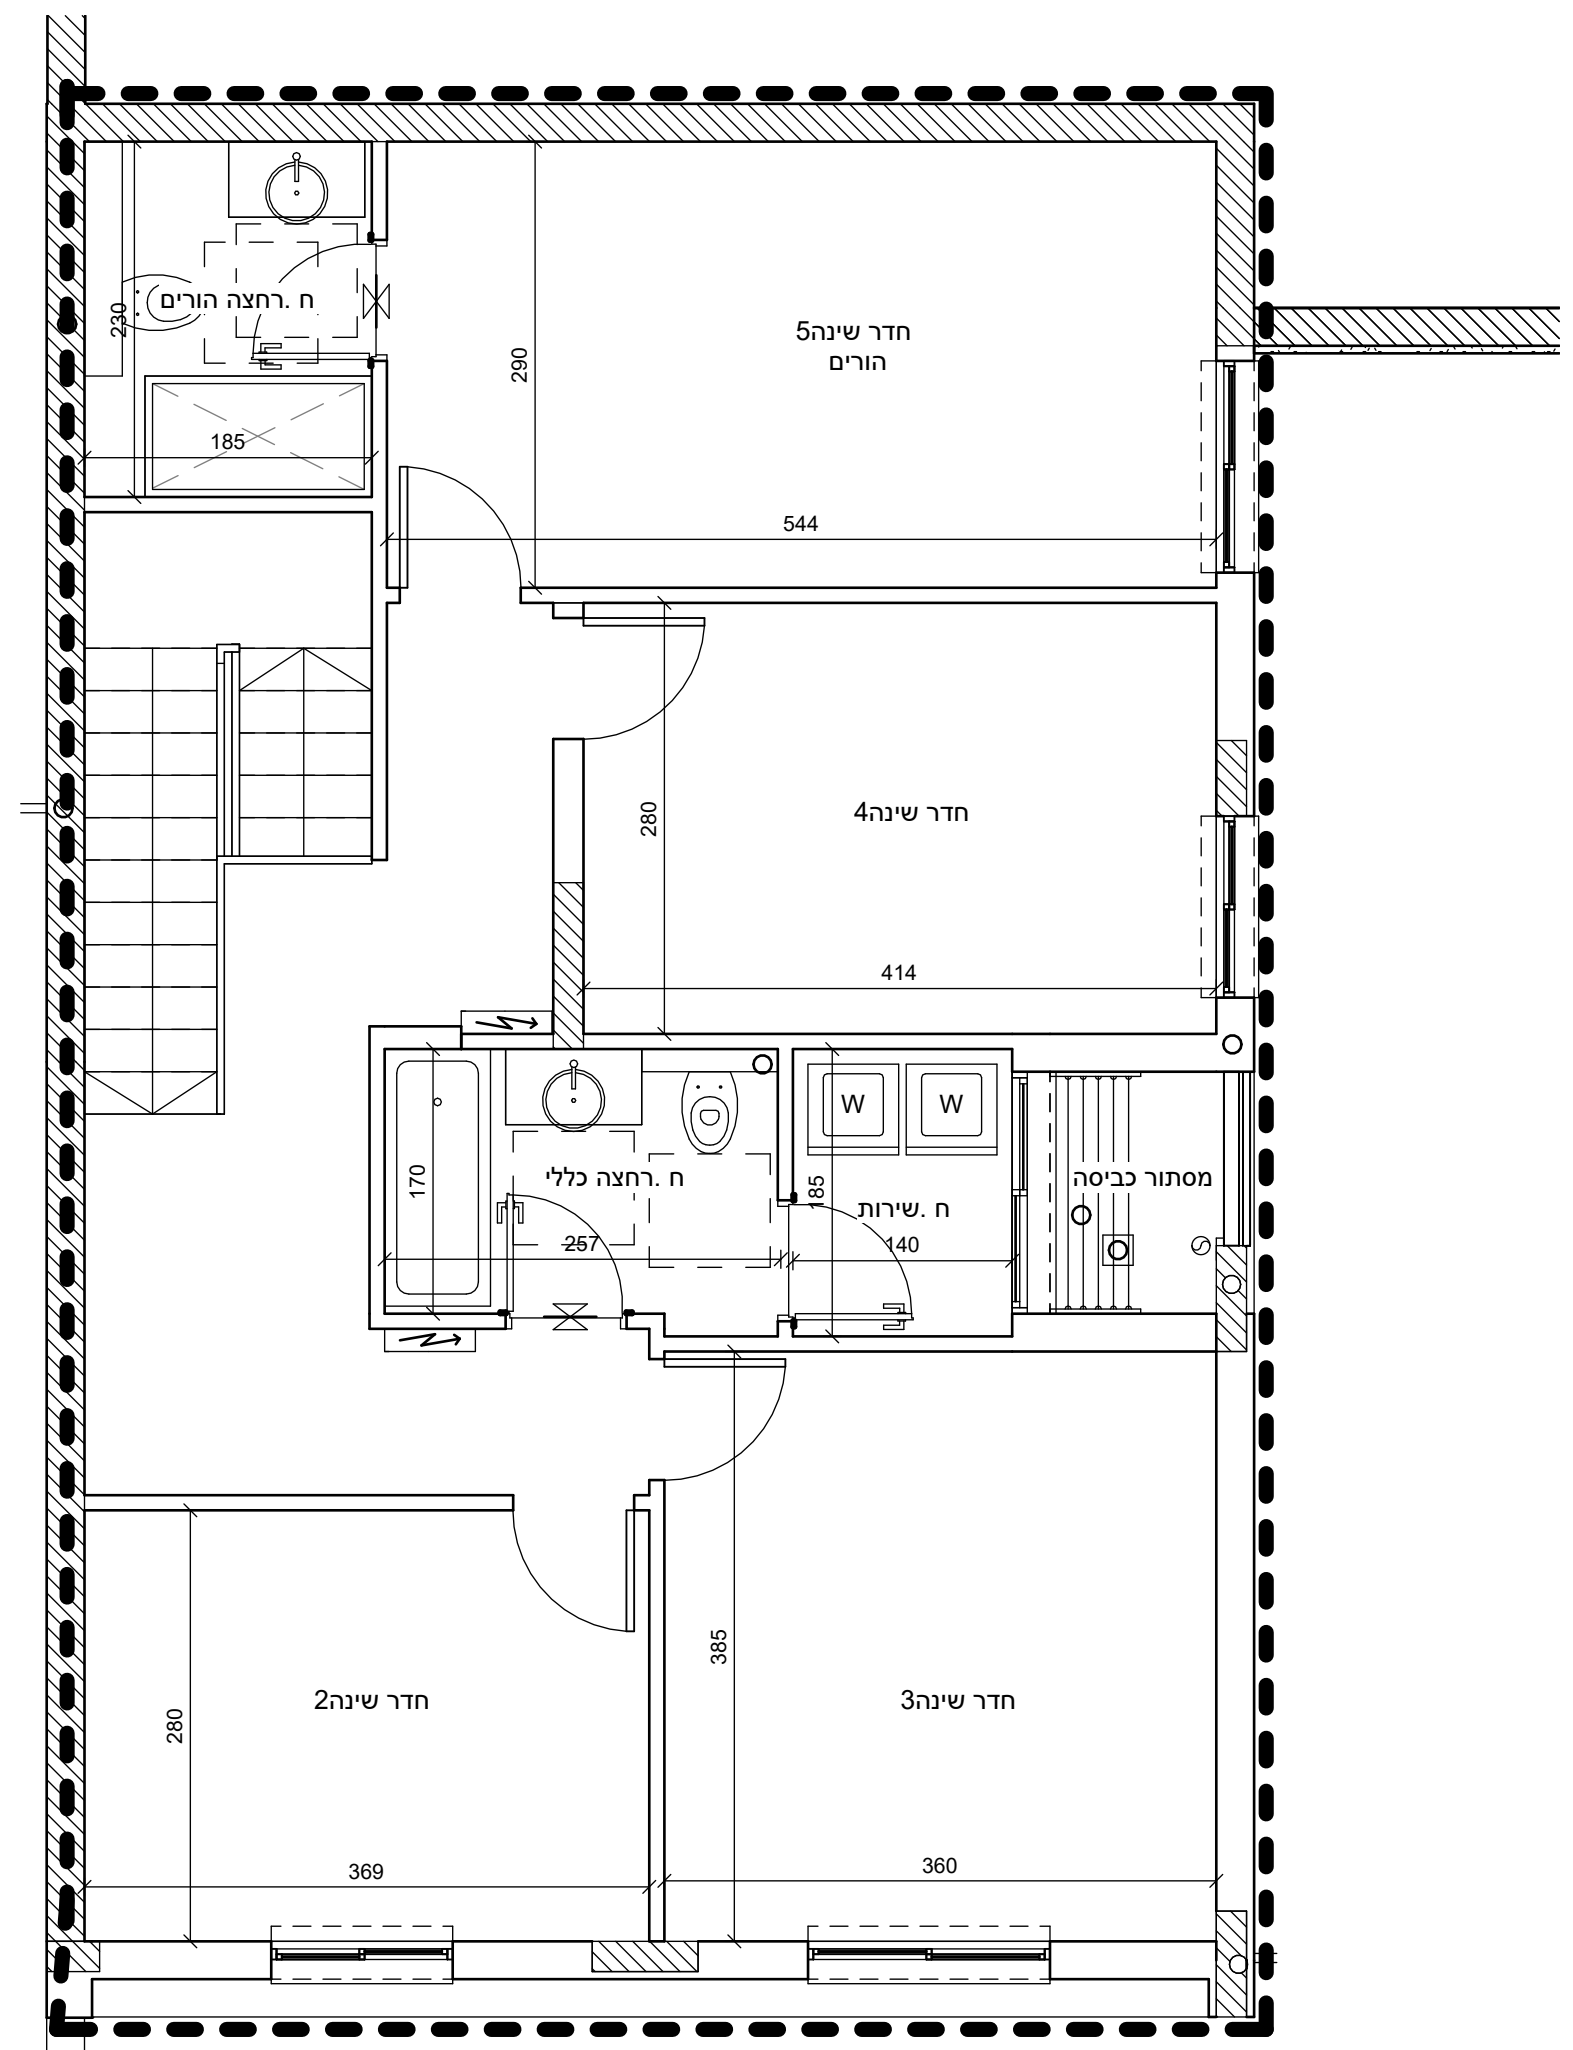 ח .רחצה הורים
230
185
חדר שינה5
הורים
290
544
חדר שינה4
280
414
W
W
170
ח .רחצה כללי
257
185
ח .שירות
140
מסתור כביסה
385
חדר שינה2
280
369
חדר שינה3
360